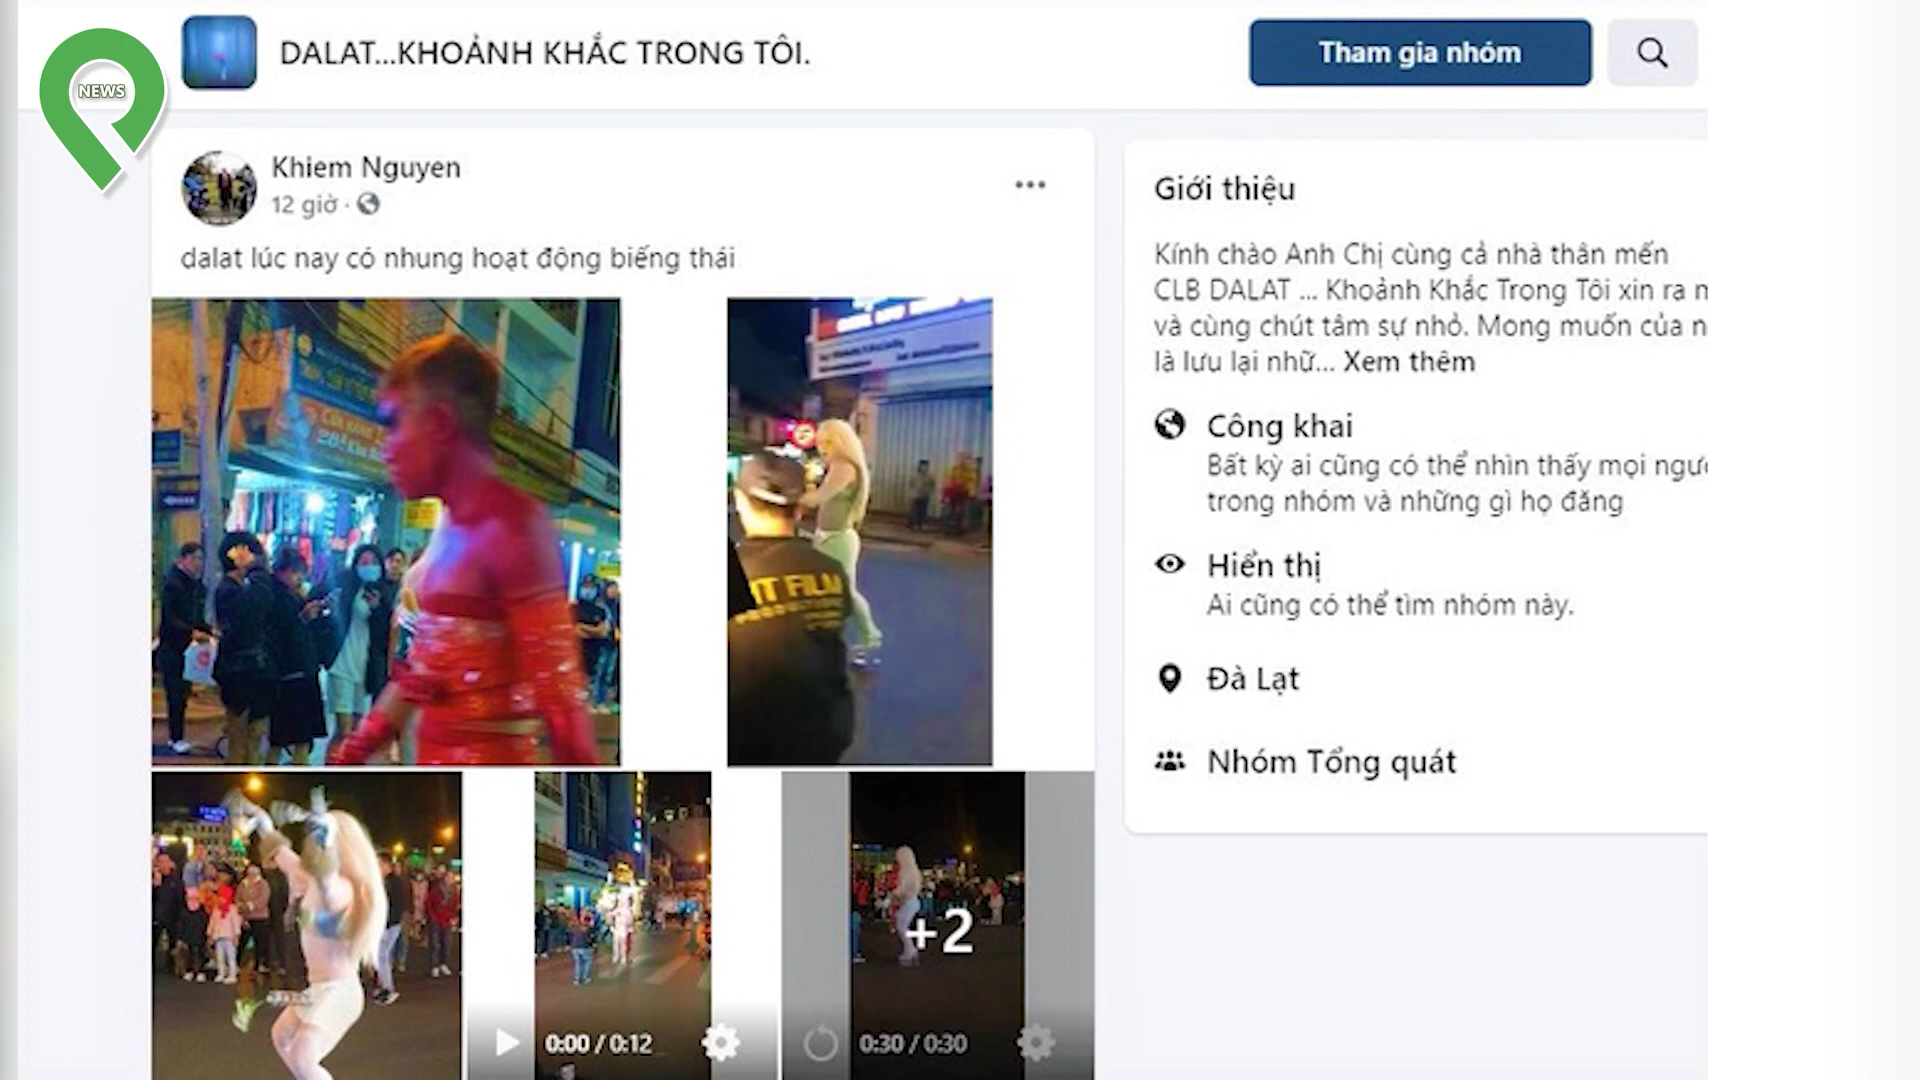 NEWS
DALAT...KHOẢNH KHẮC TRONG TÔI.
Tham gia nhóm
Khiem Nguyen
12 giờ ·
dalat lúc nay có nhung hoạt động biếng thái
IT FILM
+2
0:00 / 0:12
0:30 / 0:30
Giới thiệu
Kính chào Anh Chị cùng cả nhà thân mến
CLB DALAT ... Khoảnh Khắc Trong Tôi xin ra
và cùng chút tâm sự nhỏ. Mong muốn của
là lưu lại nhữ... Xem thêm
Công khai
Bất kỳ ai cũng có thể nhìn thấy mọi
trong nhóm và những gì họ đăng
Hiển thị
Ai cũng có thể tìm nhóm này.
Đà Lạt
Nhóm Tổng quát